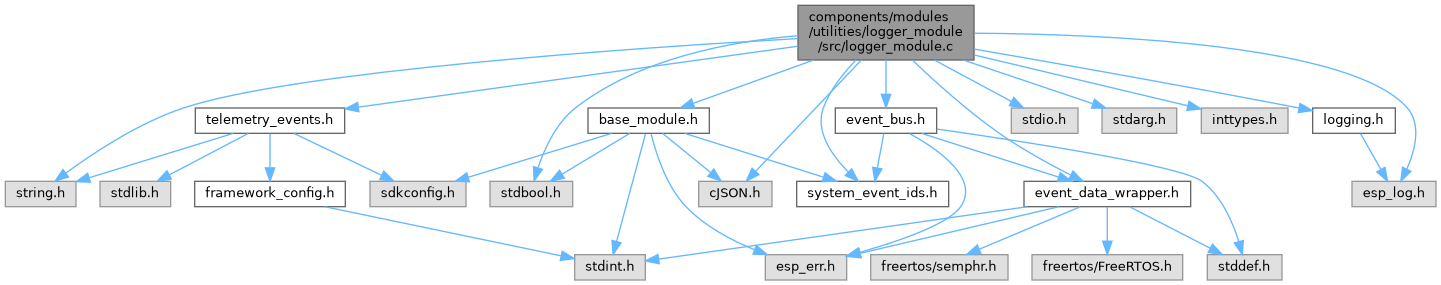 components/modules
/utilities/logger_module
/src/logger_module.c
telemetry_events.h
base_module.h
event_bus.h
stdio.h
stdarg.h
inttypes.h
logging.h
string.h
stdlib.h
framework_config.h
sdkconfig.h
stdbool.h
cJSON.h
system_event_ids.h
event_data_wrapper.h
esp_log.h
stdint.h
esp_err.h
freertos/semphr.h
freertos/FreeRTOS.h
stddef.h